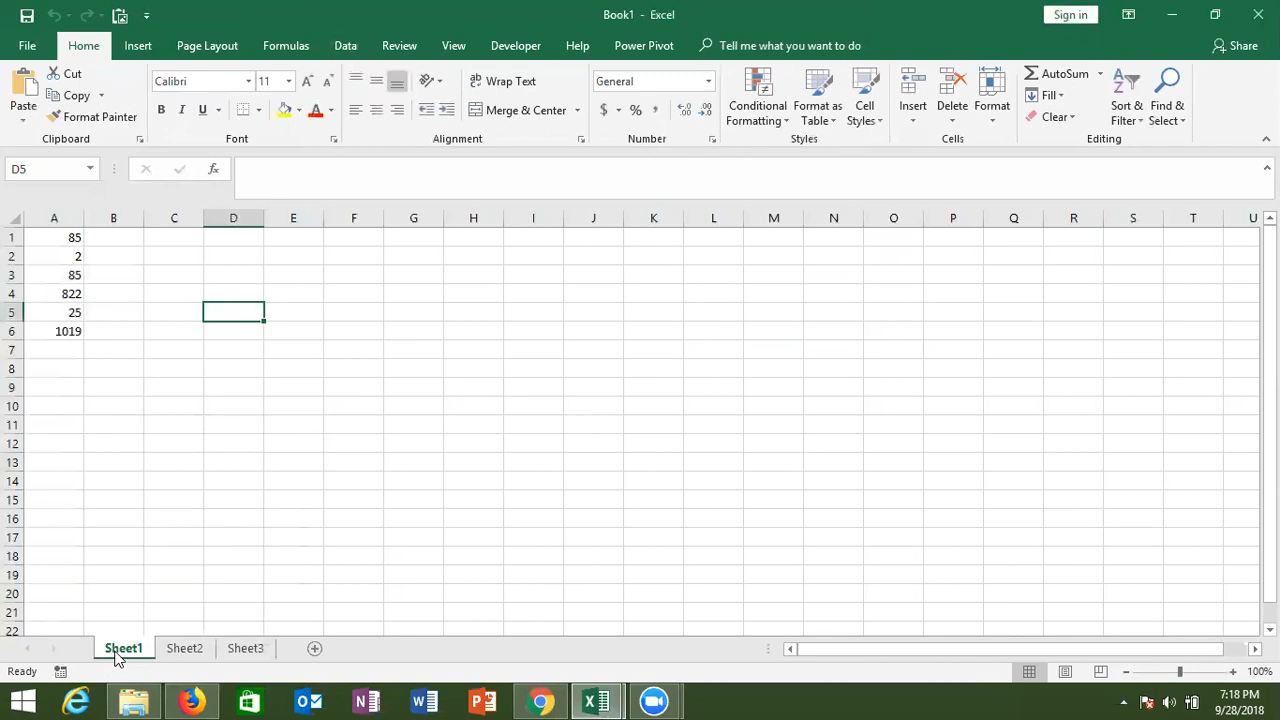 Book1 - Excel
Sign in
File Home Insert Page Layout Formulas Data Review View Developer Help Power Pivot Tell me what you want to do Share
Paste
Cut
Copy
Format Painter
Clipboard
Calibri 11
B I U A
Font
Wrap Text
Merge & Center
Alignment
General
$ % ,
Number
Conditional Formatting
Format as Table
Cell Styles
Styles
Insert
Delete
Format
Cells
AutoSum
Fill
Clear
Sort & Filter
Find & Select
Editing
D5 fx
A B C D E F G H I J K L M N O P Q R S T U
1 85
2 2
3 85
4 822
5 25
6 1019
7
8
9
10
11
12
13
14
15
16
17
18
19
20
21
22
Sheet1 Sheet2 Sheet3
Ready 100%
7:18 PM
9/28/2018